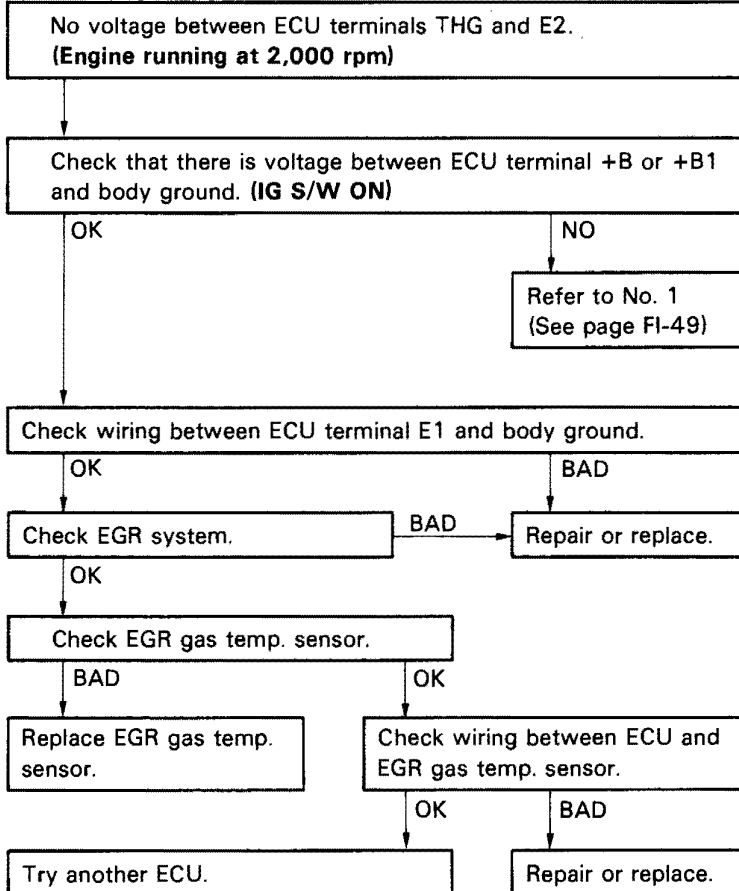 No voltage between ECU terminals THG and E2.
(Engine running at 2,000 rpm)
Check that there is voltage between ECU terminal +B or +B1
and body ground. (IG S/W ON)
OK
NO
Refer to No. 1
(See page FI-49)
Check wiring between ECU terminal E1 and body ground.
OK
BAD
Check EGR system.
BAD
Repair or replace.
OK
Check EGR gas temp. sensor.
BAD
OK
Replace EGR gas temp.
sensor.
Check wiring between ECU and
EGR gas temp. sensor.
OK
BAD
Try another ECU.
Repair or replace.